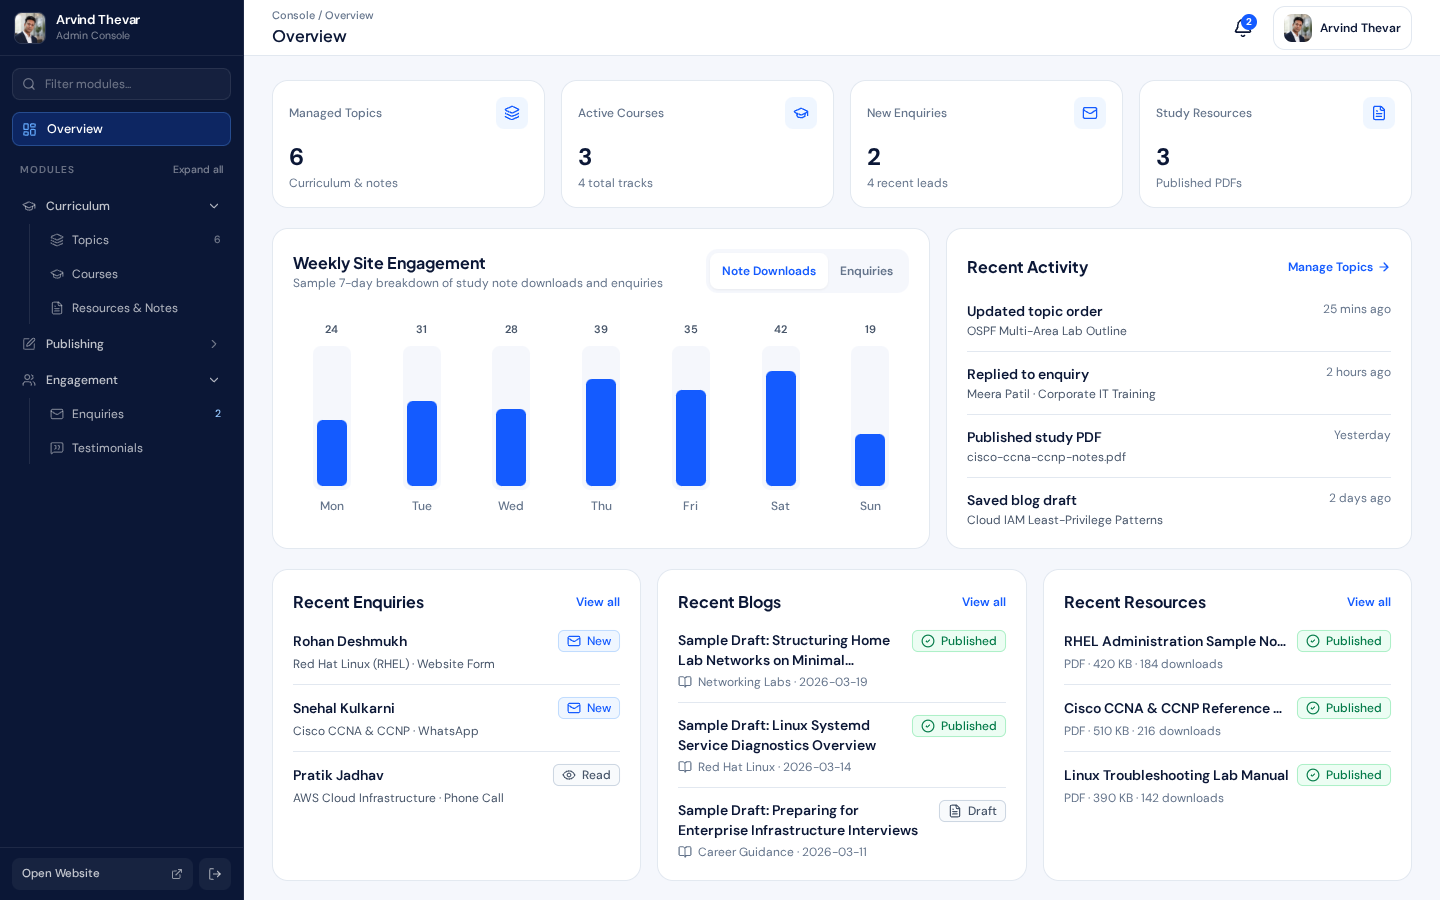 Arvind Thevar
Admin Console
Filter modules...
Overview
MODULES
Expand all
Curriculum
Topics
6
Courses
Resources & Notes
Publishing
Engagement
Enquiries
2
Testimonials
Open Website
Console / Overview
Overview
2
Arvind Thevar
Managed Topics
6
Curriculum & notes
Active Courses
3
4 total tracks
New Enquiries
2
4 recent leads
Study Resources
3
Published PDFs
Weekly Site Engagement
Sample 7-day breakdown of study note downloads and enquiries
Note Downloads
Enquiries
24
31
28
39
35
42
19
Mon
Tue
Wed
Thu
Fri
Sat
Sun
Recent Activity
Manage Topics
Updated topic order
25 mins ago
OSPF Multi-Area Lab Outline
Replied to enquiry
2 hours ago
Meera Patil · Corporate IT Training
Published study PDF
Yesterday
cisco-ccna-ccnp-notes.pdf
Saved blog draft
2 days ago
Cloud IAM Least-Privilege Patterns
Recent Enquiries
View all
Rohan Deshmukh
New
Red Hat Linux (RHEL) · Website Form
Snehal Kulkarni
New
Cisco CCNA & CCNP · WhatsApp
Pratik Jadhav
Read
AWS Cloud Infrastructure · Phone Call
Recent Blogs
View all
Sample Draft: Structuring Home
Lab Networks on Minimal...
Published
Networking Labs · 2026-03-19
Sample Draft: Linux Systemd
Service Diagnostics Overview
Published
Red Hat Linux · 2026-03-14
Sample Draft: Preparing for
Enterprise Infrastructure Interviews
Draft
Career Guidance · 2026-03-11
Recent Resources
View all
RHEL Administration Sample No...
Published
PDF · 420 KB · 184 downloads
Cisco CCNA & CCNP Reference ...
Published
PDF · 510 KB · 216 downloads
Linux Troubleshooting Lab Manual
Published
PDF · 390 KB · 142 downloads